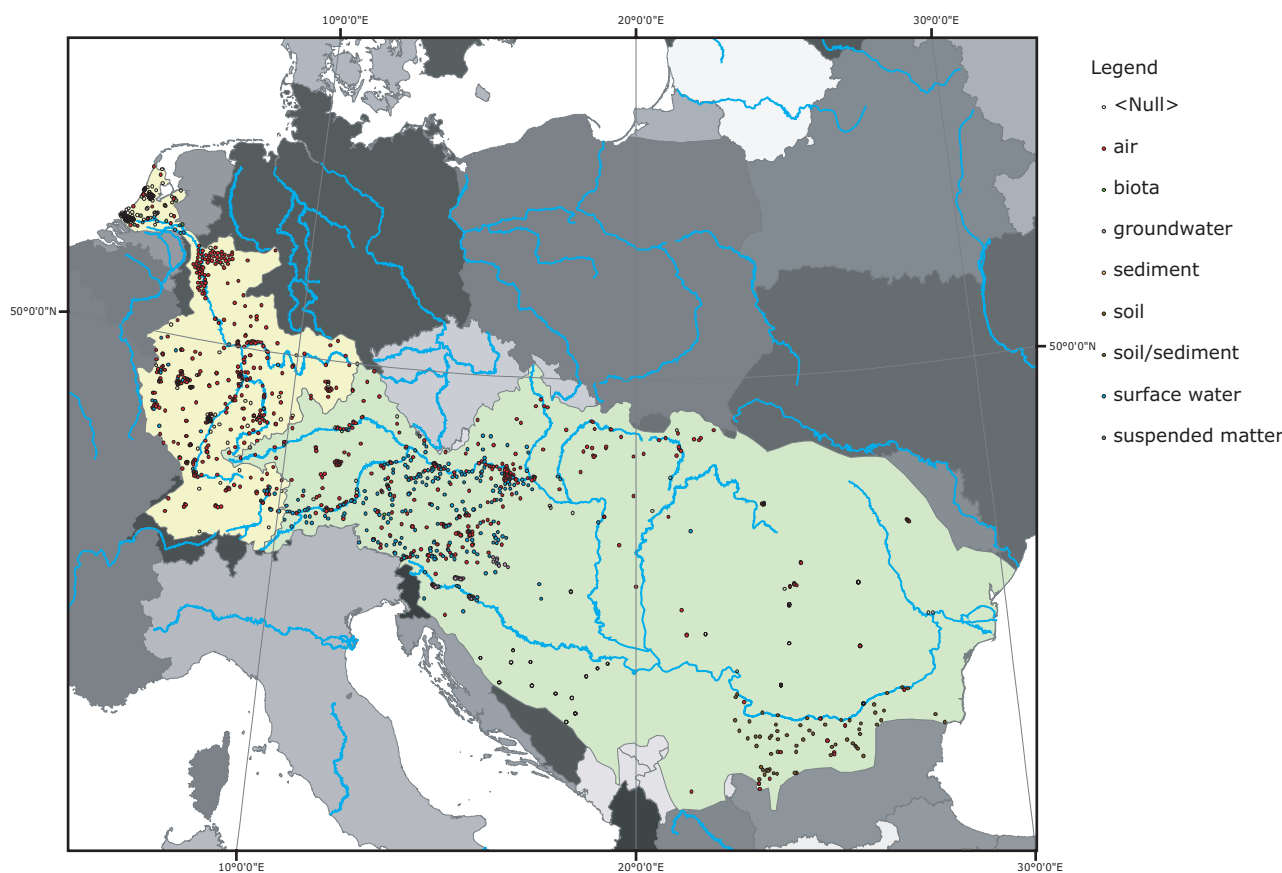 10°0'0"E
20°0'0"E
30°0'0"E
50°0'0"N
50°0'0"N
10°0'0"E
20°0'0"E
30°0'0"E
Legend
<Null>
air
biota
groundwater
sediment
soil
soil/sediment
surface water
suspended matter